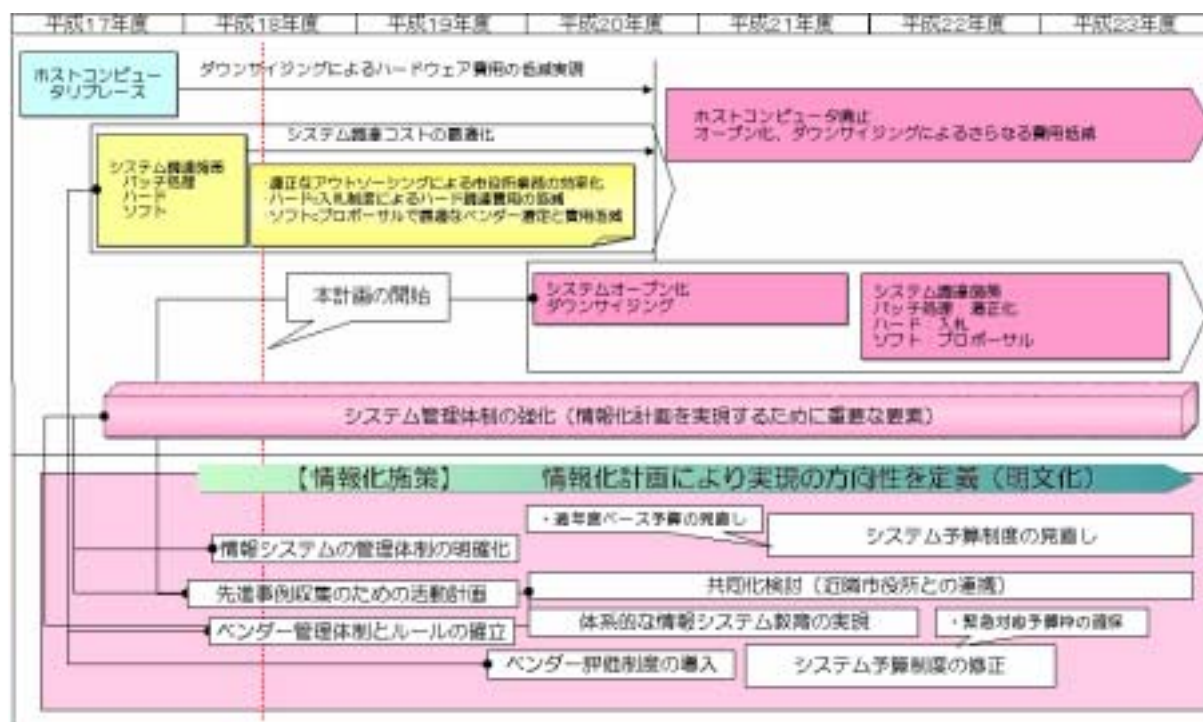 平成17年度 平成18年度 平成19年度 平成20年度 平成21年度 平成22年度 平成23年度
ホストコンピュー
タリプレース
ダウンサイジングによるハードウェア費用の低減実現
ホストコンピュータ廃止
オープン化、ダウンサイジングによるさらなる費用低減
システム調達コストの最適化
システム調達施策
バッチ処理
ハード
ソフト
・適正なアウトソーシングによる市役所業務の効率化
・ハードは入札制度によるハード調達費用の低減
・ソフトはプロポーサルで最適なベンダー選定と費用低減
本計画の開始
システムオープン化
ダウンサイジング
システム調達施策
バッチ処理 適正化
ハード 入札
ソフト プロポーサル
システム管理体制の強化（情報化計画を実現するために重要な要素）
【情報化施策】 情報化計画により実現の方向性を定義（明文化）
・過年度ベース予算の見直し
システム予算制度の見直し
情報システムの管理体制の明確化
先進事例収集のための活動計画
共同化検討（近隣市役所との連携）
ベンダー管理体制とルールの確立
体系的な情報システム教育の実現
・緊急対応予算枠の確保
ベンダー評価制度の導入
システム予算制度の修正